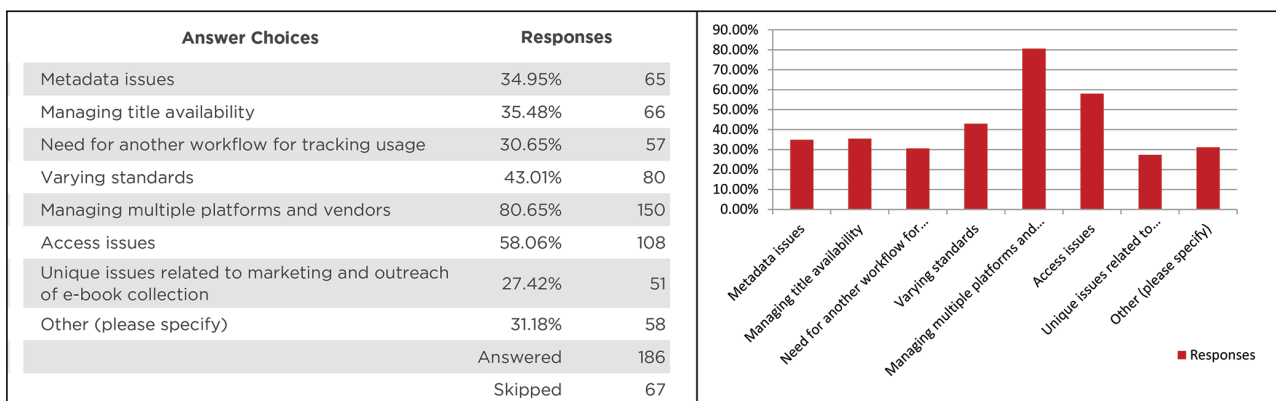 Answer Choices Responses
Metadata issues 34.95% 65
Managing title availability 35.48% 66
Need for another workflow for tracking usage 30.65% 57
Varying standards 43.01% 80
Managing multiple platforms and vendors 80.65% 150
Access issues 58.06% 108
Unique issues related to marketing and outreach
of e-book collection 27.42% 51
Other (please specify) 31.18% 58
Answered 186
Skipped 67
90.00%
80.00%
70.00%
60.00%
50.00%
40.00%
30.00%
20.00%
10.00%
0.00%
Metadata issues
Managing title availability
Need for another workflow for...
Varying standards
Managing multiple platforms and...
Access issues
Unique issues related to...
Other (please specify)
Responses